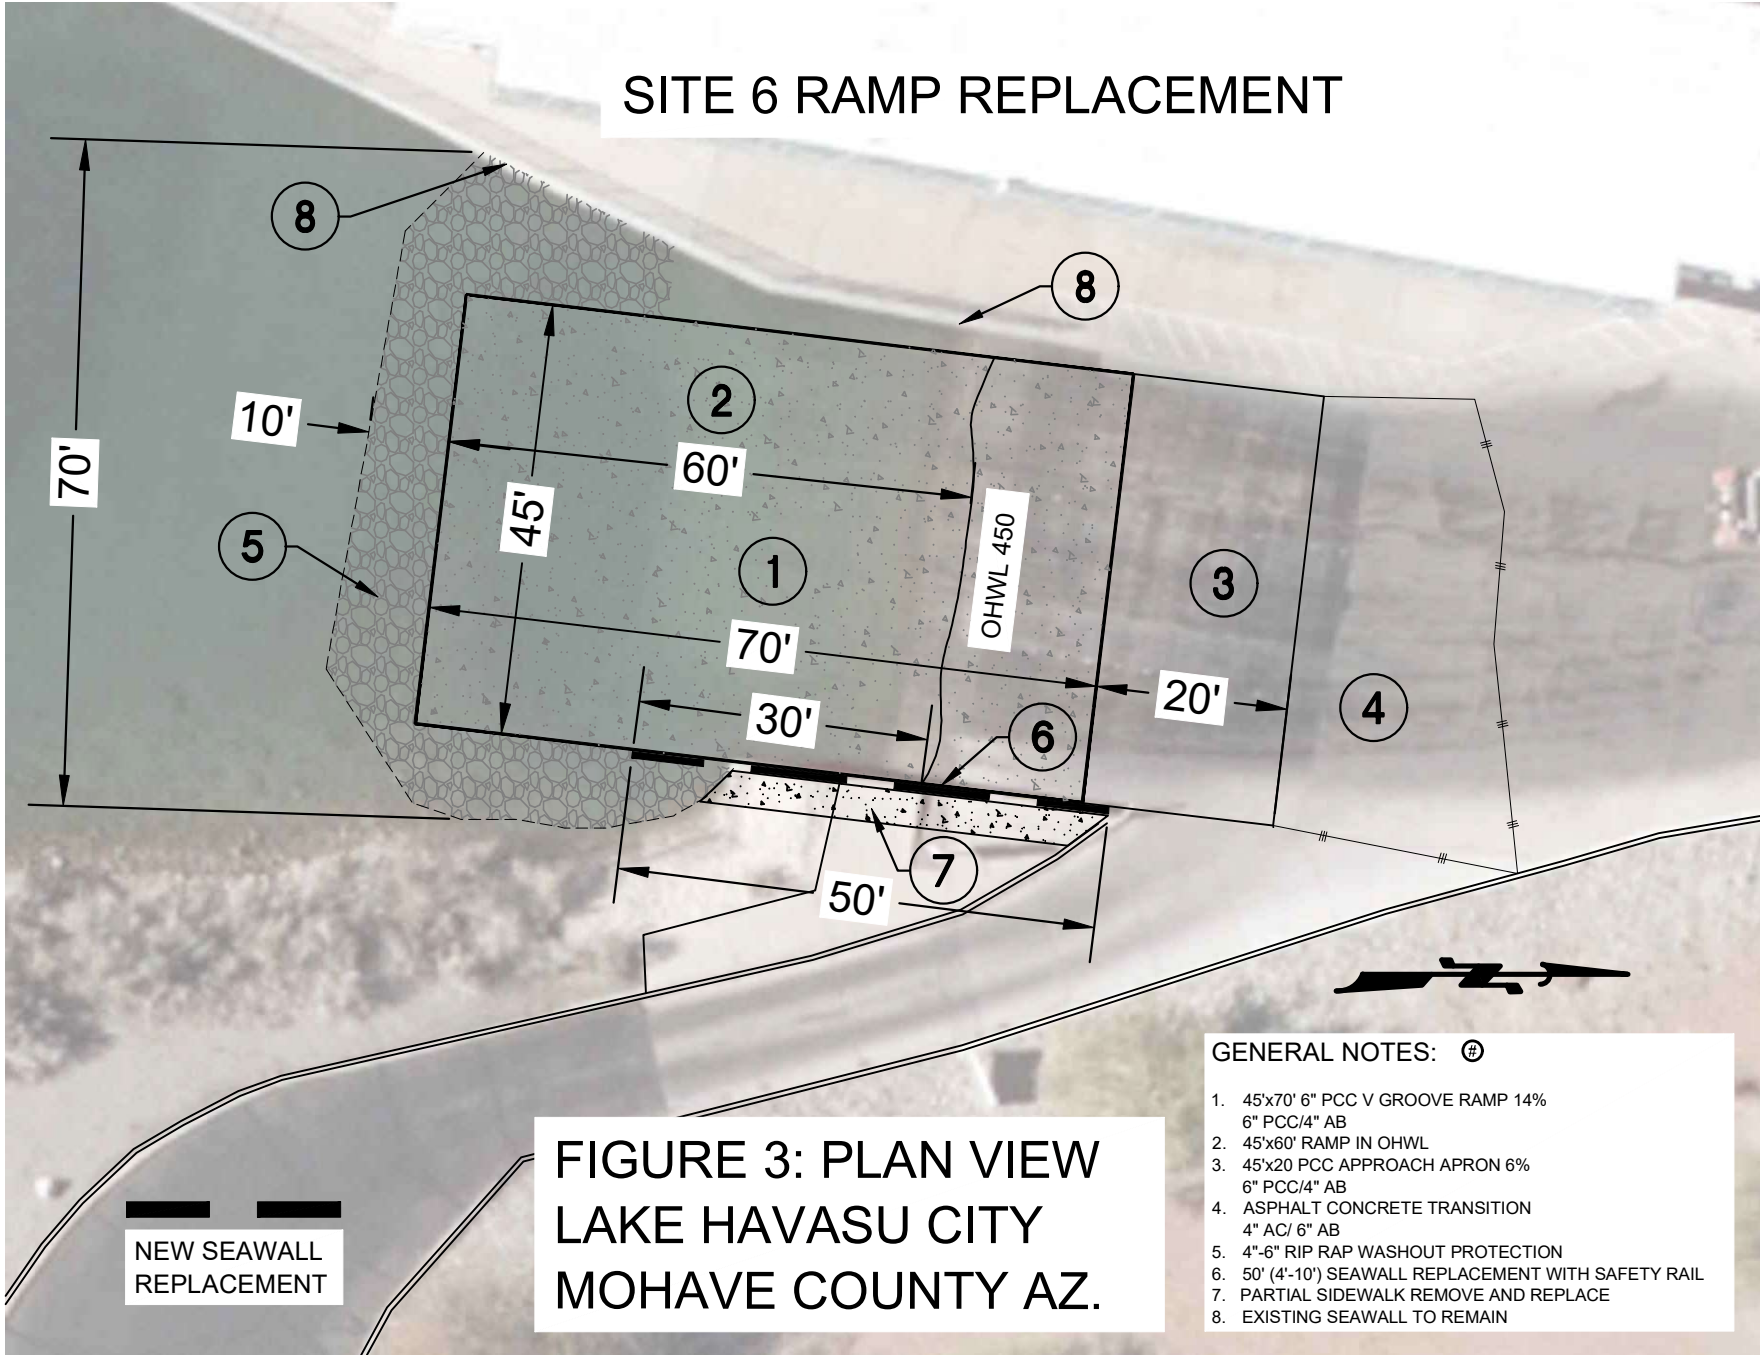 SITE 6 RAMP REPLACEMENT
8
8
2
10'
60'
70'
45'
OHWL 450
5
1
3
70'
20'
30'
6
4
7
50'
GENERAL NOTES: #
1. 45'x70' 6" PCC V GROOVE RAMP 14%
6" PCC/4" AB
2. 45'x60' RAMP IN OHWL
3. 45'x20 PCC APPROACH APRON 6%
6" PCC/4" AB
4. ASPHALT CONCRETE TRANSITION
4" AC/ 6" AB
5. 4"-6" RIP RAP WASHOUT PROTECTION
6. 50' (4'-10') SEAWALL REPLACEMENT WITH SAFETY RAIL
7. PARTIAL SIDEWALK REMOVE AND REPLACE
8. EXISTING SEAWALL TO REMAIN
FIGURE 3: PLAN VIEW
LAKE HAVASU CITY
MOHAVE COUNTY AZ.
NEW SEAWALL
REPLACEMENT